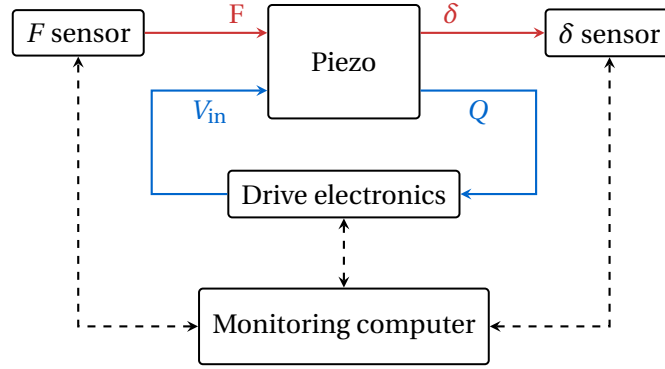 F sensor
F
Piezo
δ
δ sensor
V_in
Q
Drive electronics
Monitoring computer